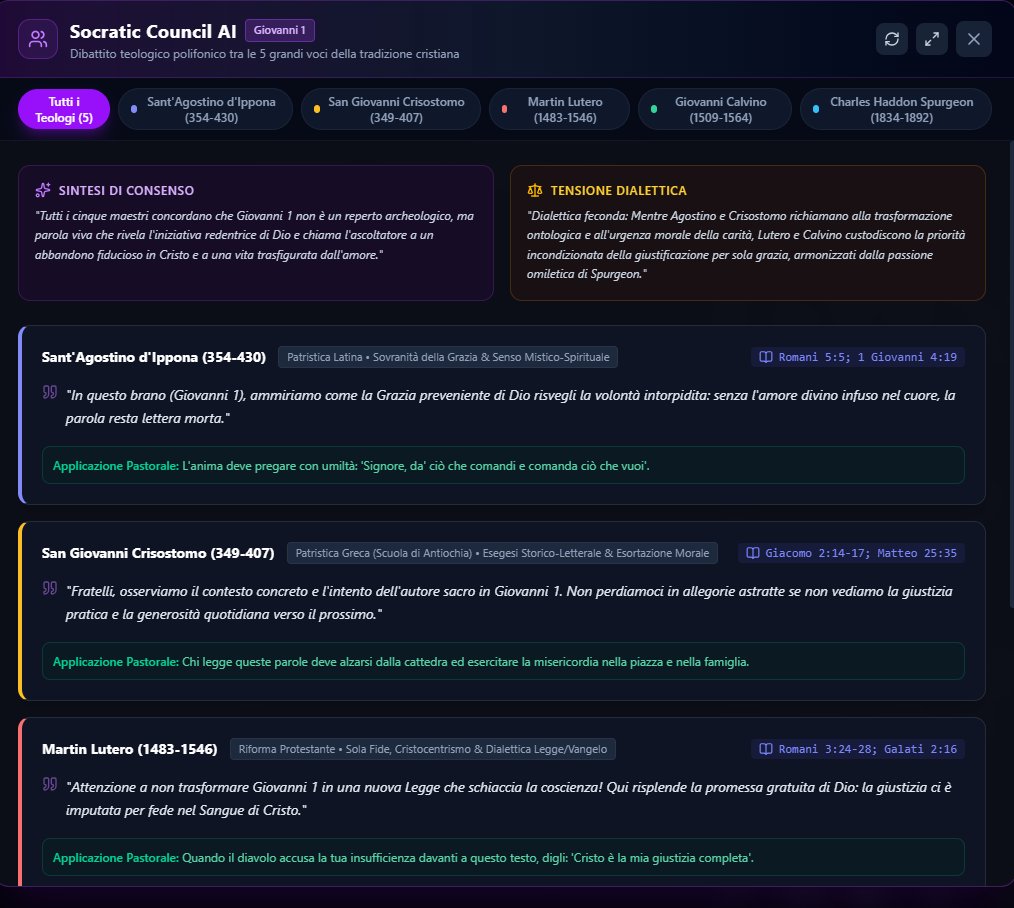 Socratic Council AI
Giovanni 1
Dibattito teologico polifonico tra le 5 grandi voci della tradizione cristiana
Tutti i
Teologi (5)
Sant'Agostino d'Ippona
(354-430)
San Giovanni Crisostomo
(349-407)
Martin Lutero
(1483-1546)
Giovanni Calvino
(1509-1564)
Charles Haddon Spurgeon
(1834-1892)
SINTESI DI CONSENSO
"Tutti i cinque maestri concordano che Giovanni 1 non è un reperto archeologico, ma
parola viva che rivela l'iniziativa redentrice di Dio e chiama l'ascoltatore a un
abbandono fiducioso in Cristo e a una vita trasfigurata dall'amore."
TENSIONE DIALETTICA
"Dialettica feconda: Mentre Agostino e Crisostomo richiamano alla trasformazione
ontologica e all'urgenza morale della carità, Lutero e Calvino custodiscono la priorità
incondizionata della giustificazione per sola grazia, armonizzati dalla passione
omiletica di Spurgeon."
Sant'Agostino d'Ippona (354-430)
Patristica Latina • Sovranità della Grazia & Senso Mistico-Spirituale
Romani 5:5; 1 Giovanni 4:19
"In questo brano (Giovanni 1), ammiriamo come la Grazia preveniente di Dio risvegli la volontà intorpidita: senza l'amore divino infuso nel cuore, la
parola resta lettera morta."
Applicazione Pastorale: L'anima deve pregare con umiltà: 'Signore, da' ciò che comandi e comanda ciò che vuoi'.
San Giovanni Crisostomo (349-407)
Patristica Greca (Scuola di Antiochia) • Esegesi Storico-Letterale & Esortazione Morale
Giacomo 2:14-17; Matteo 25:35
"Fratelli, osserviamo il contesto concreto e l'intento dell'autore sacro in Giovanni 1. Non perdiamoci in allegorie astratte se non vediamo la giustizia
pratica e la generosità quotidiana verso il prossimo."
Applicazione Pastorale: Chi legge queste parole deve alzarsi dalla cattedra ed esercitare la misericordia nella piazza e nella famiglia.
Martin Lutero (1483-1546)
Riforma Protestante • Sola Fide, Cristocentrismo & Dialettica Legge/Vangelo
Romani 3:24-28; Galati 2:16
"Attenzione a non trasformare Giovanni 1 in una nuova Legge che schiaccia la coscienza! Qui risplende la promessa gratuita di Dio: la giustizia ci è
imputata per fede nel Sangue di Cristo."
Applicazione Pastorale: Quando il diavolo accusa la tua insufficienza davanti a questo testo, digli: 'Cristo è la mia giustizia completa'.